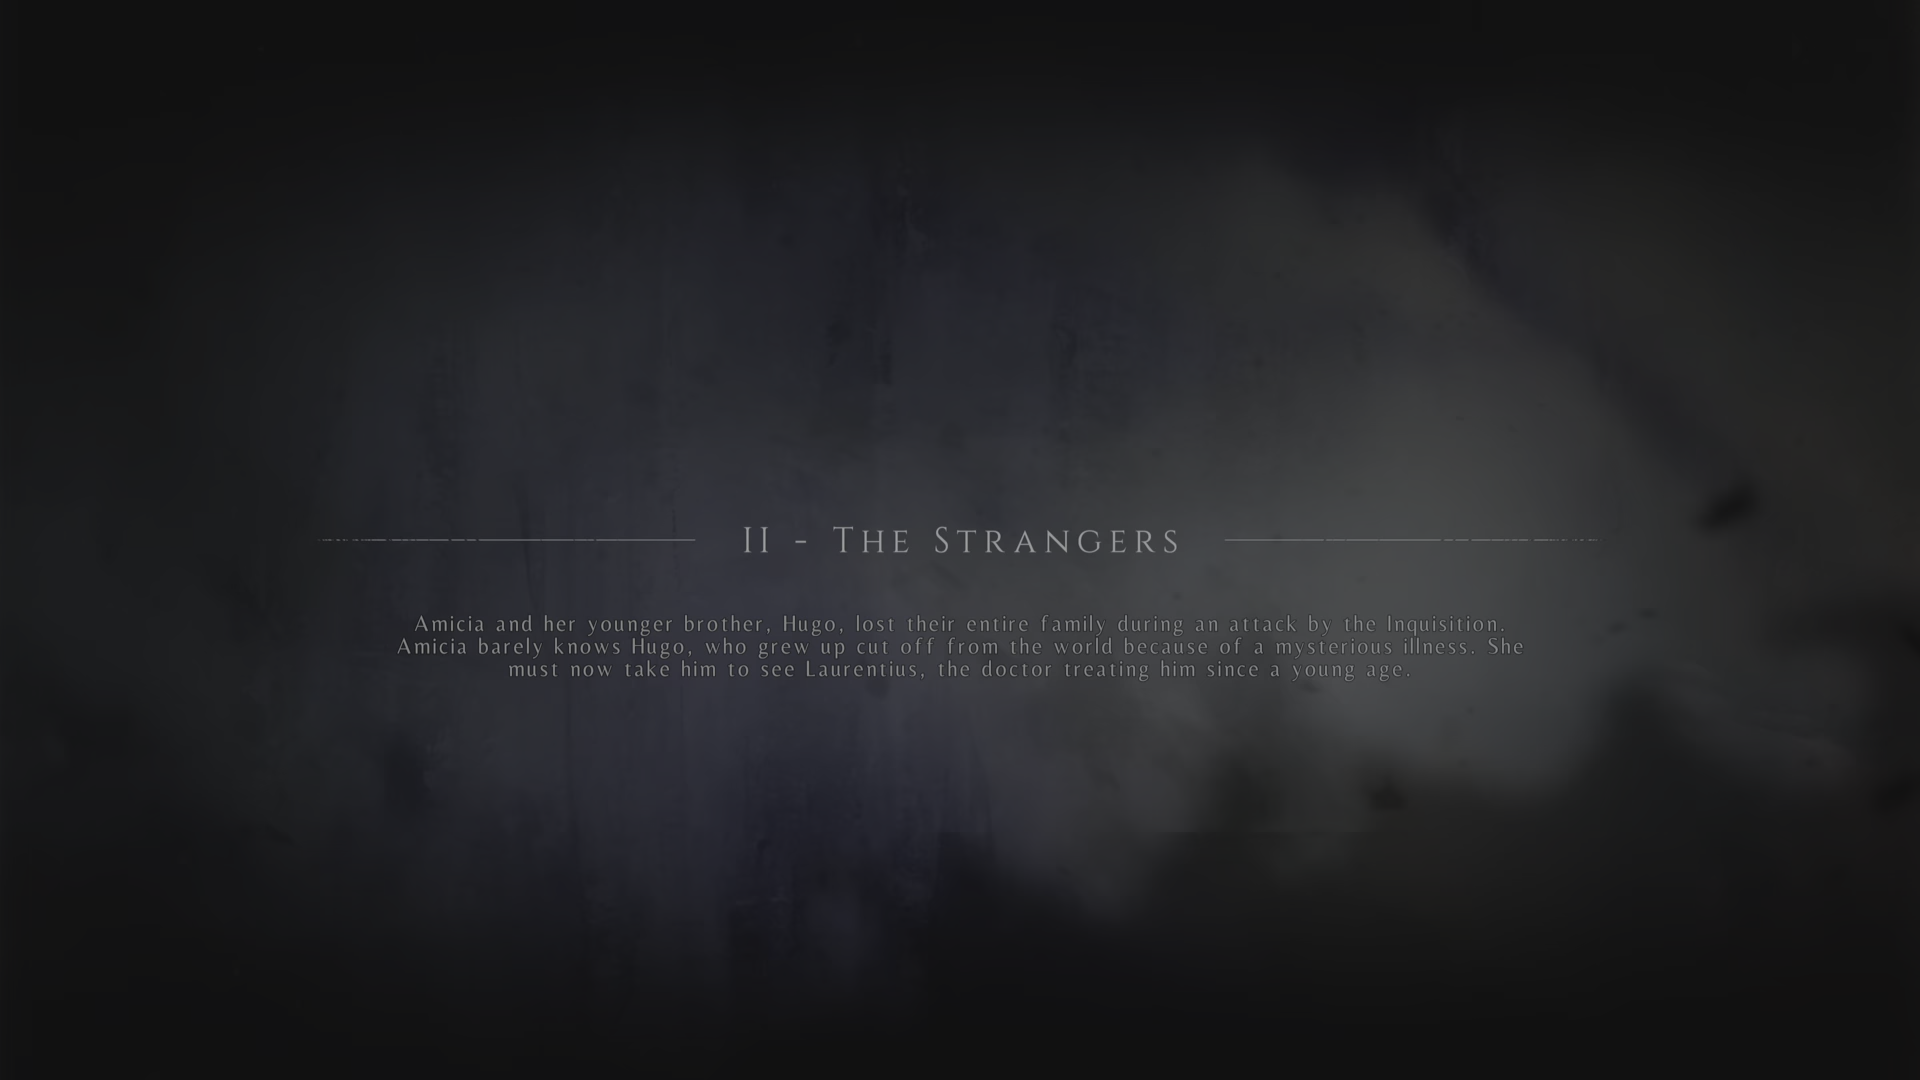 II - The Strangers
Amicia and her younger brother, Hugo, lost their entire family during an attack by the Inquisition.
Amicia barely knows Hugo, who grew up cut off from the world because of a mysterious illness. She
must now take him to see Laurentius, the doctor treating him since a young age.